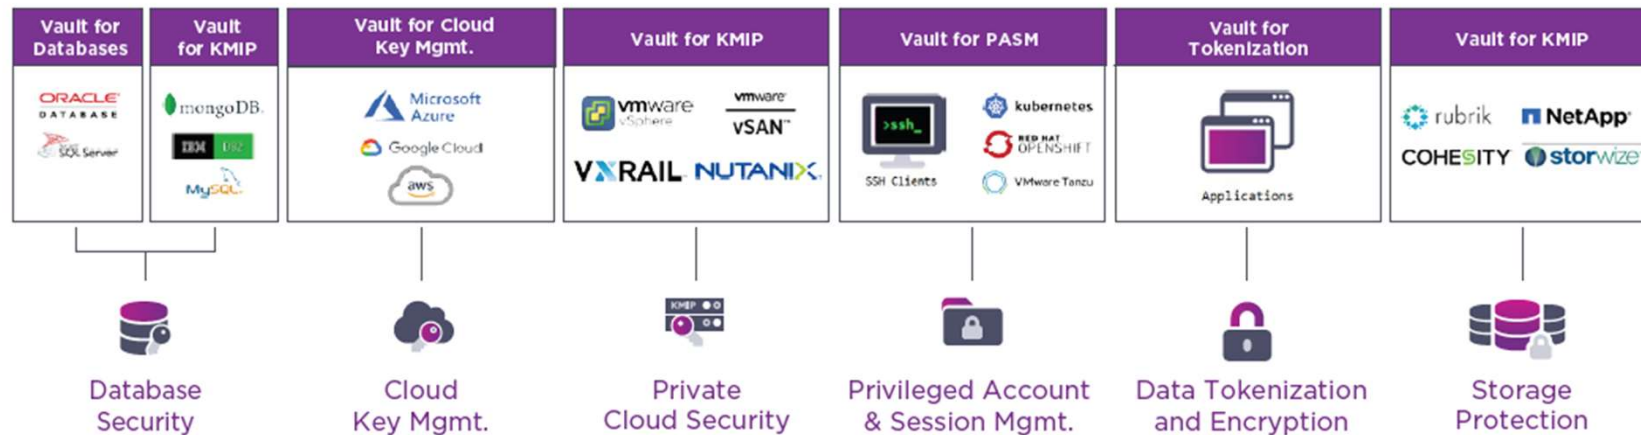 Vault for
Databases
ORACLE
DATABASE
SQL Server
Vault
for KMIP
mongoDB.
IBM DB2
MySQL
Vault for Cloud
Key Mgmt.
Microsoft
Azure
Google Cloud
aws
Vault for KMIP
vmware
vSphere
vmware
vSAN™
VXRAIL
NUTANIX
Vault for PASM
>ssh_
SSH Clients
kubernetes
RED HAT
OPENSHIFT
VMware Tanzu
Vault for
Tokenization
Applications
Vault for KMIP
rubrik
NetApp
COHESITY
storwize
Database
Security
Cloud
Key Mgmt.
KMIP
Private
Cloud Security
Privileged Account
& Session Mgmt.
Data Tokenization
and Encryption
Storage
Protection